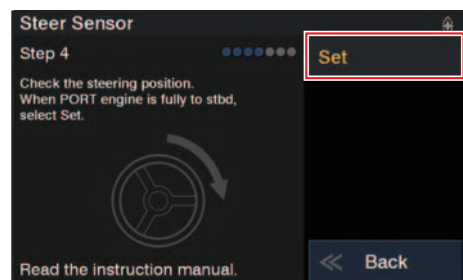 Steer Sensor
Step 4
Set
Check the steering position.
When PORT engine is fully to stbd,
select Set.
Read the instruction manual.
Back